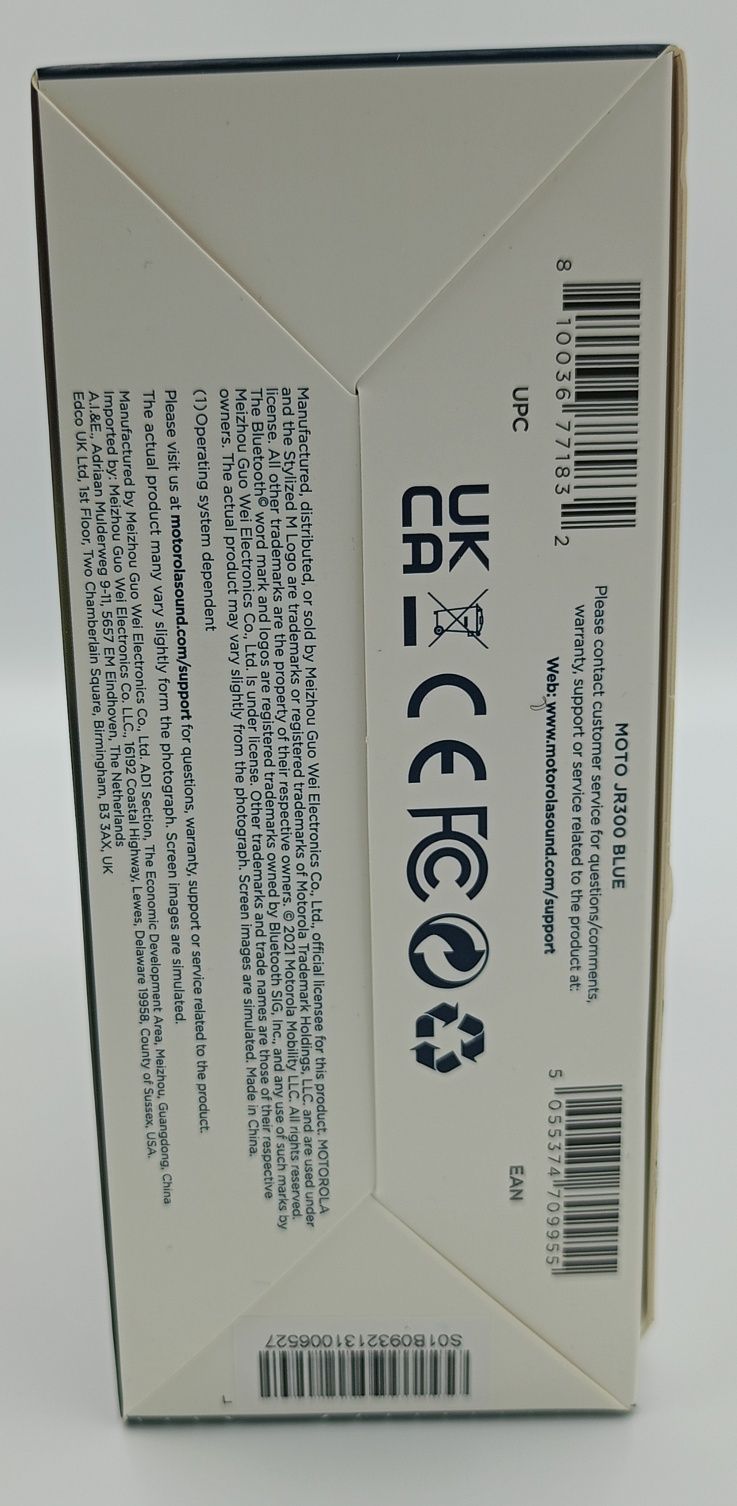 8 10036 77183 2
UPC
MOTO JR300 BLUE
Please contact customer service for questions/comments,
warranty, support or service related to the product at:
Web: www.motorolasound.com/support
5 055374 709955
EAN
UK
CA
CE
FC
Manufactured, distributed, or sold by Meizhou Guo Wei Electronics Co., Ltd., official licensee for this product. MOTOROLA
and the Stylized M Logo are trademarks or registered trademarks of Motorola Trademark Holdings, LLC. and are used under
license. All other trademarks are the property of their respective owners. © 2021 Motorola Mobility LLC. All rights reserved.
The Bluetooth© word mark and logos are registered trademarks owned by Bluetooth SIG, Inc., and any use of such marks by
Meizhou Guo Wei Electronics Co., Ltd. Is under license. Other trademarks and trade names are those of their respective
owners. The actual product may vary slightly from the photograph. Screen images are simulated. Made in China.
(1) Operating system dependent
Please visit us at motorolasound.com/support for questions, warranty, support or service related to the product.
The actual product many vary slightly form the photograph. Screen images are simulated.
Manufactured by Meizhou Guo Wei Electronics Co., Ltd. AD1 Section, The Economic Development Area, Meizhou, Guangdong, China
Imported by: Meizhou Guo Wei Electronics Co. LLC., 16192 Coastal Highway, Lewes, Delaware 19958, County of Sussex, USA.
A.I.&E., Adriaan Mulderweg 9-11, 5657 EM Eindhoven, The Netherlands
Edco UK Ltd, 1st Floor, Two Chamberlain Square, Birmingham, B3 3AX, UK
S01B09321131006527